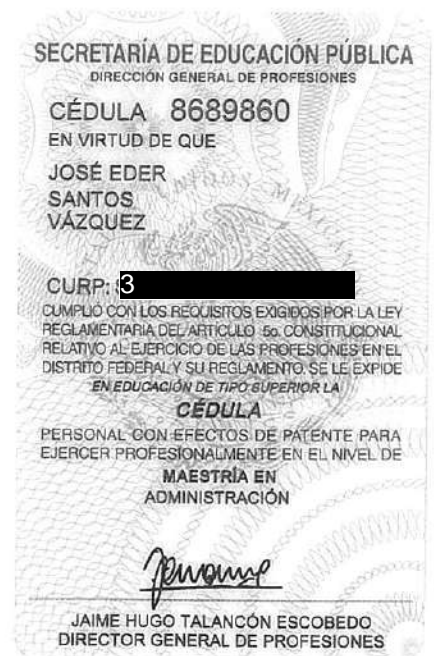 SECRETARÍA DE EDUCACIÓN PÚBLICA
DIRECCIÓN GENERAL DE PROFESIONES
CÉDULA 8689860
EN VIRTUD DE QUE
JOSÉ EDER
SANTOS
VÁZQUEZ
CURP: 3
CUMPLIÓ CON LOS REQUISITOS EXIGIDOS POR LA LEY
REGLAMENTARIA DEL ARTÍCULO 5o. CONSTITUCIONAL
RELATIVO AL EJERCICIO DE LAS PROFESIONES EN EL
DISTRITO FEDERAL Y SU REGLAMENTO. SE LE EXPIDE
EN EDUCACIÓN DE TIPO SUPERIOR LA
CÉDULA
PERSONAL CON EFECTOS DE PATENTE PARA
EJERCER PROFESIONALMENTE EN EL NIVEL DE
MAESTRÍA EN
ADMINISTRACIÓN
JAIME HUGO TALANCÓN ESCOBEDO
DIRECTOR GENERAL DE PROFESIONES